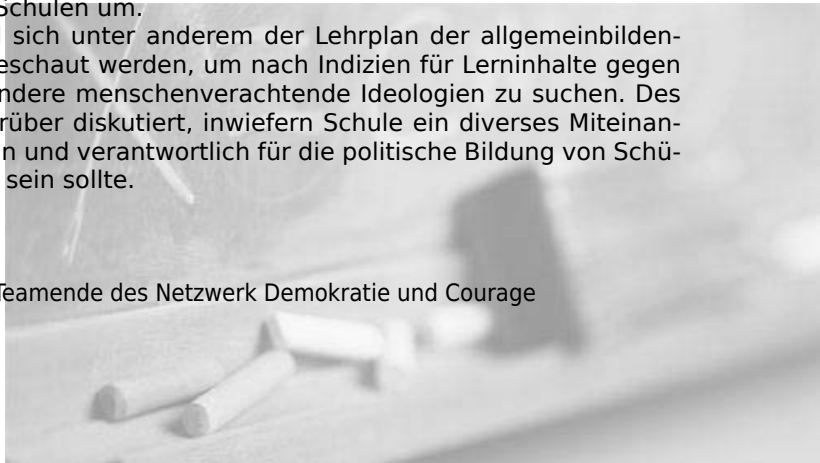 Schulen um.
sich unter anderem der Lehrplan der allgemeinbilden-
eschaut werden, um nach Indizien für Lerninhalte gegen
ndere menschenverachtende Ideologien zu suchen. Des
rüber diskutiert, inwiefern Schule ein diverses Miteinan-
n und verantwortlich für die politische Bildung von Schü-
sein sollte.
Teamende des Netzwerk Demokratie und Courage